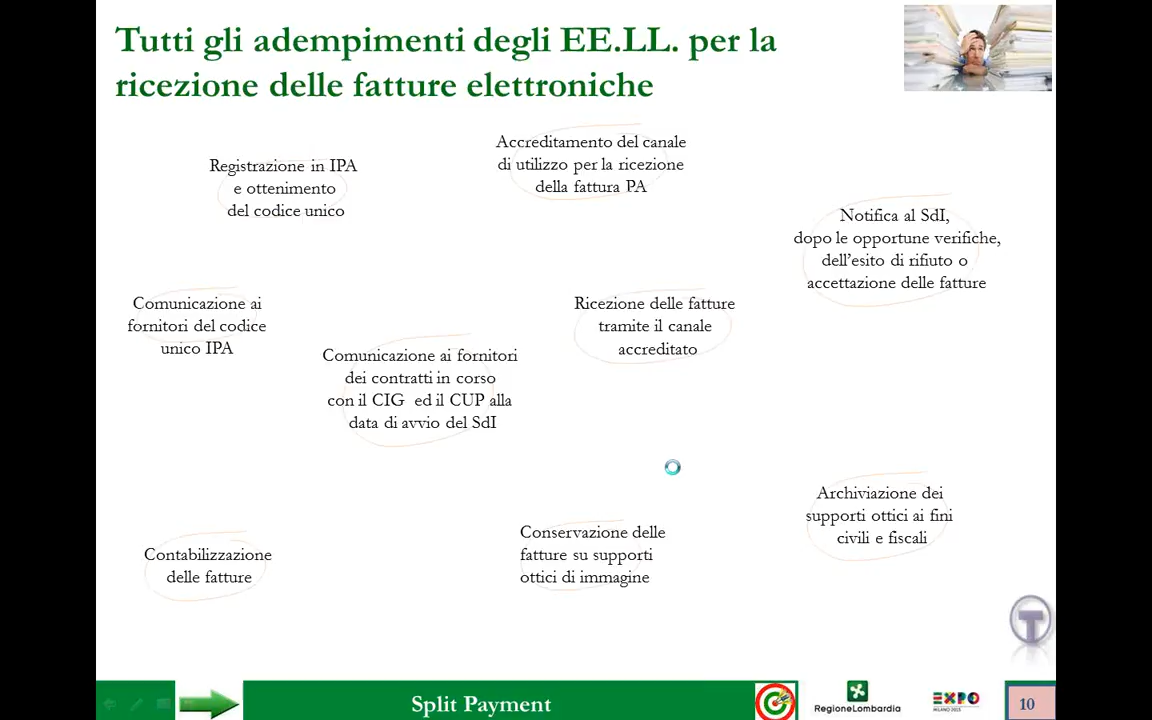 Tutti gli adempimenti degli EE.LL. per la
ricezione delle fatture elettroniche
Registrazione in IPA
e ottenimento
del codice unico
Accreditamento del canale
di utilizzo per la ricezione
della fattura PA
Notifica al SdI,
dopo le opportune verifiche,
dell'esito di rifiuto o
accettazione delle fatture
Comunicazione ai
fornitori del codice
unico IPA
Comunicazione ai fornitori
dei contratti in corso
con il CIG ed il CUP alla
data di avvio del SdI
Ricezione delle fatture
tramite il canale
accreditato
Contabilizzazione
delle fatture
Conservazione delle
fatture su supporti
ottici di immagine
Archiviazione dei
supporti ottici ai fini
civili e fiscali
T
Split Payment
RegioneLombardia
EXPO
MILANO 2015
10